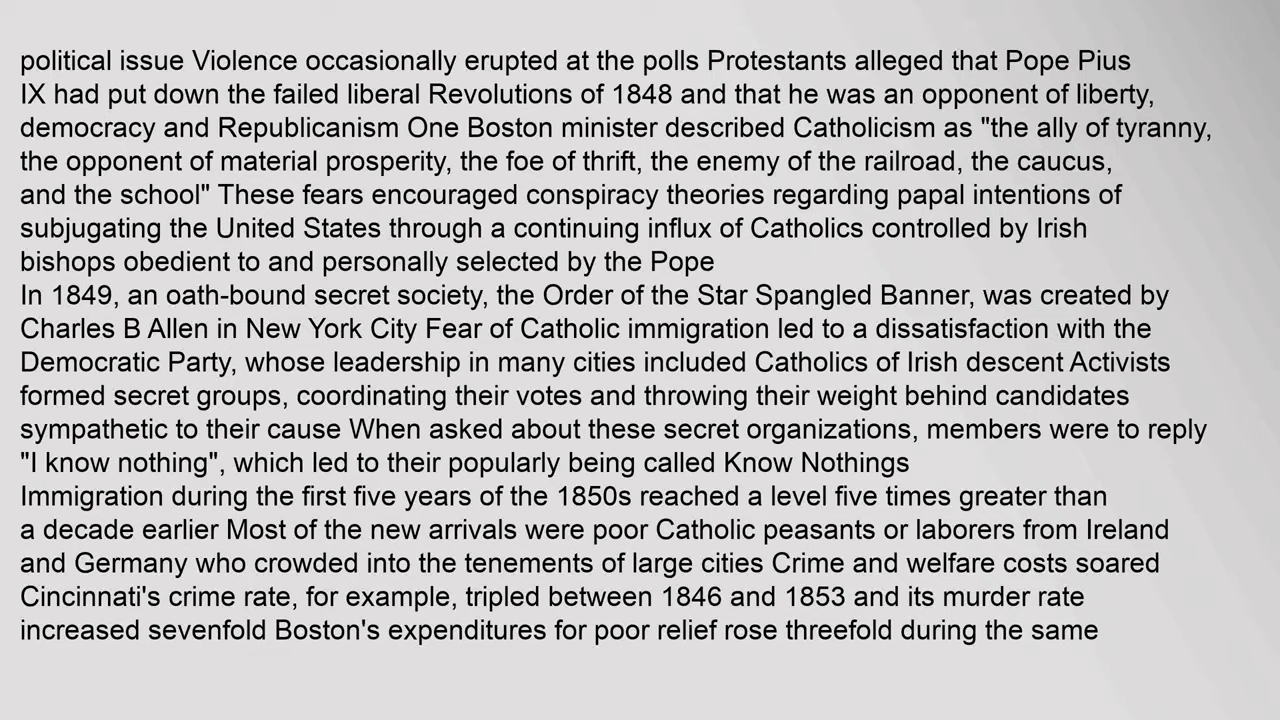 political issue Violence occasionally erupted at the polls Protestants alleged that Pope Pius
IX had put down the failed liberal Revolutions of 1848 and that he was an opponent of liberty,
democracy and Republicanism One Boston minister described Catholicism as "the ally of tyranny,
the opponent of material prosperity, the foe of thrift, the enemy of the railroad, the caucus,
and the school" These fears encouraged conspiracy theories regarding papal intentions of
subjugating the United States through a continuing influx of Catholics controlled by Irish
bishops obedient to and personally selected by the Pope
In 1849, an oath-bound secret society, the Order of the Star Spangled Banner, was created by
Charles B Allen in New York City Fear of Catholic immigration led to a dissatisfaction with the
Democratic Party, whose leadership in many cities included Catholics of Irish descent Activists
formed secret groups, coordinating their votes and throwing their weight behind candidates
sympathetic to their cause When asked about these secret organizations, members were to reply
"I know nothing", which led to their popularly being called Know Nothings
Immigration during the first five years of the 1850s reached a level five times greater than
a decade earlier Most of the new arrivals were poor Catholic peasants or laborers from Ireland
and Germany who crowded into the tenements of large cities Crime and welfare costs soared
Cincinnati's crime rate, for example, tripled between 1846 and 1853 and its murder rate
increased sevenfold Boston's expenditures for poor relief rose threefold during the same